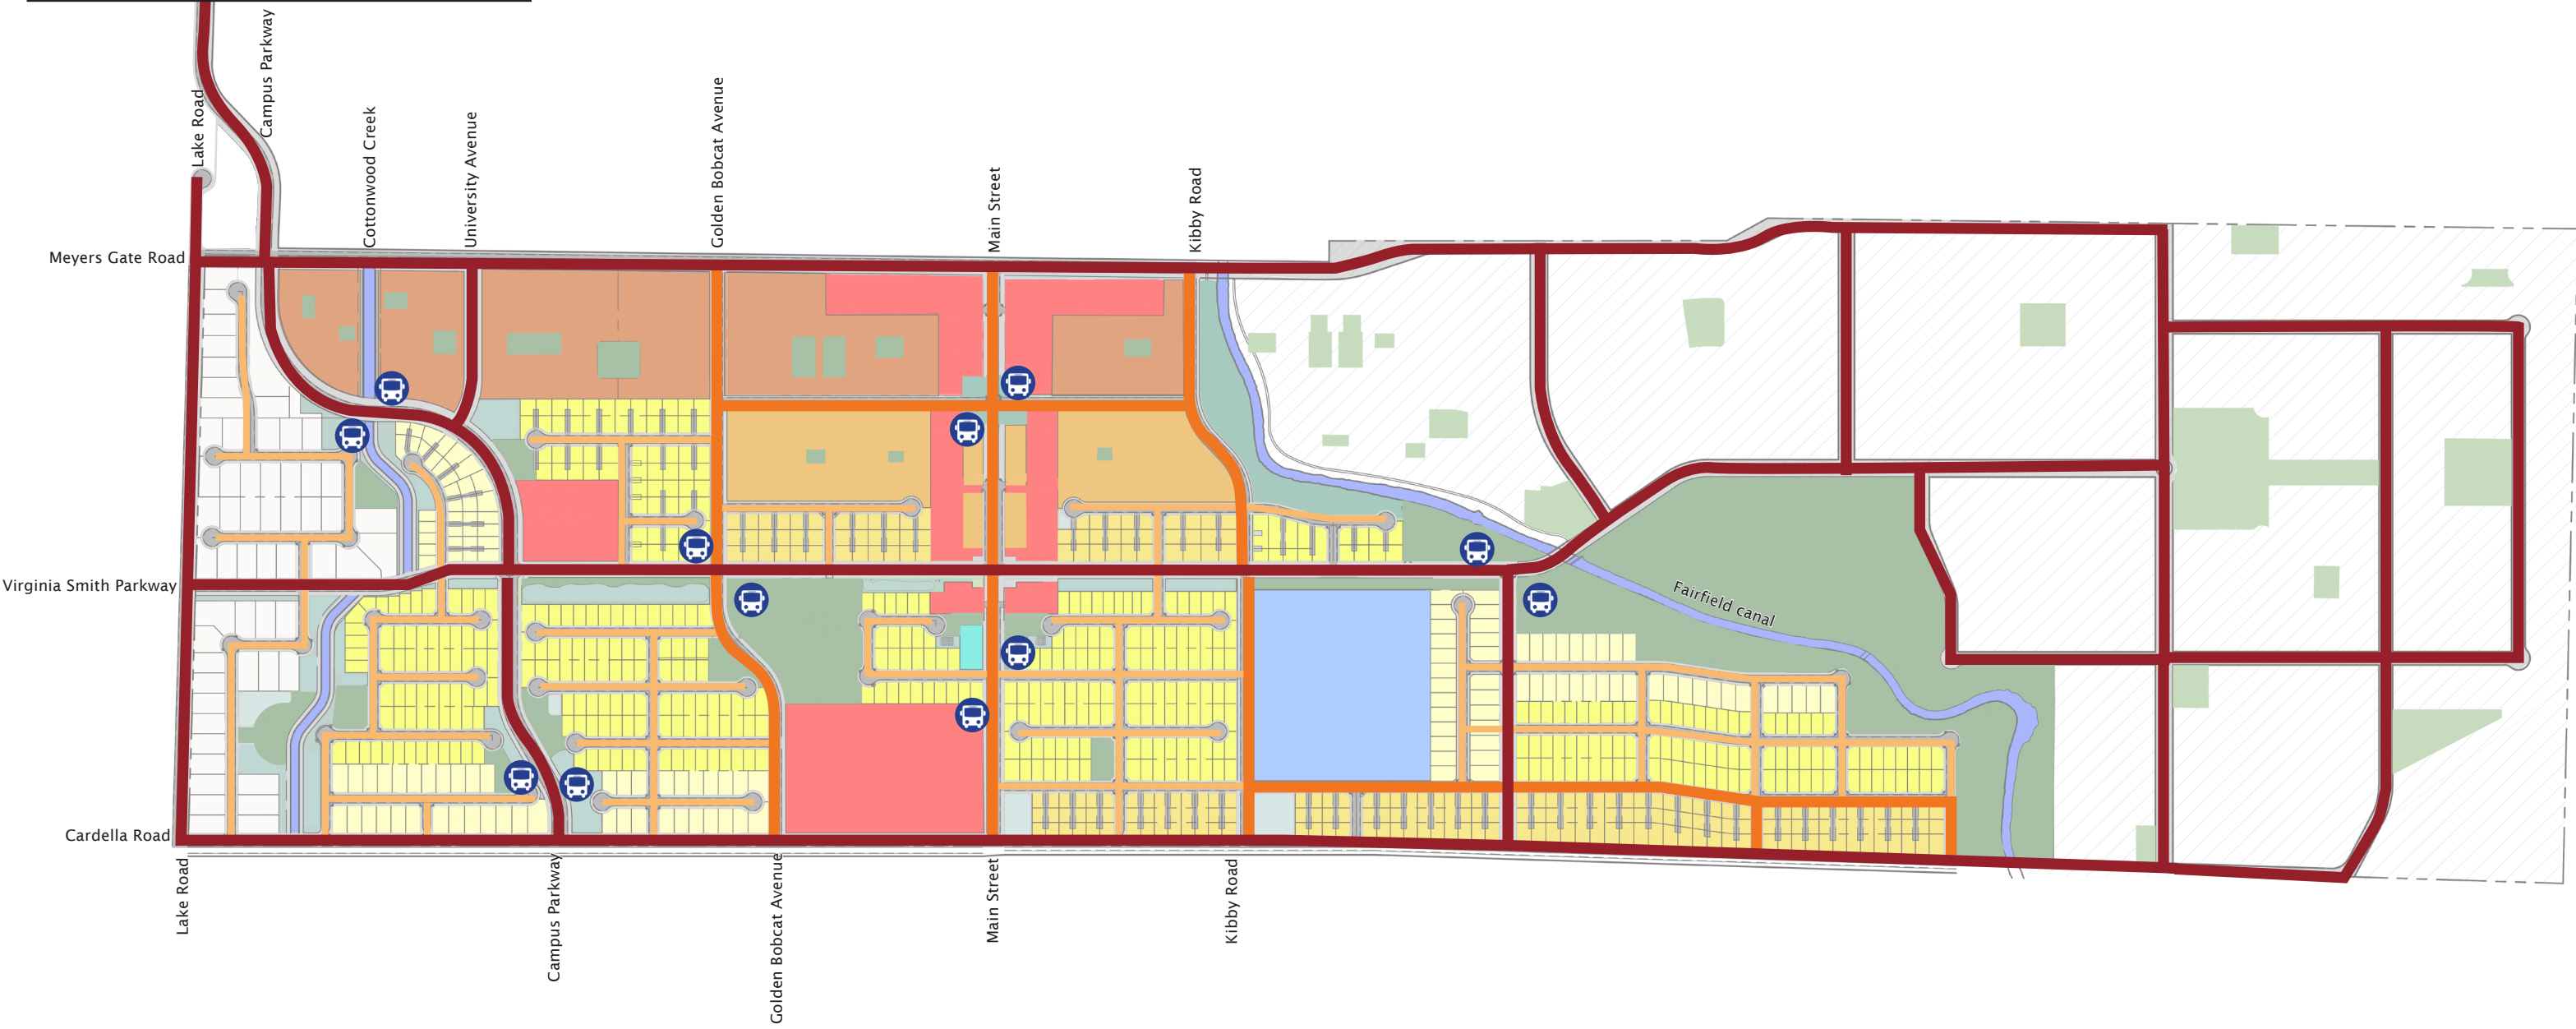 Campus Parkway
Lake Road
Cottonwood Creek
University Avenue
Golden Bobcat Avenue
Main Street
Kibby Road
Meyers Gate Road
Virginia Smith Parkway
Fairfield canal
Cardella Road
Lake Road
Campus Parkway
Golden Bobcat Avenue
Main Street
Kibby Road